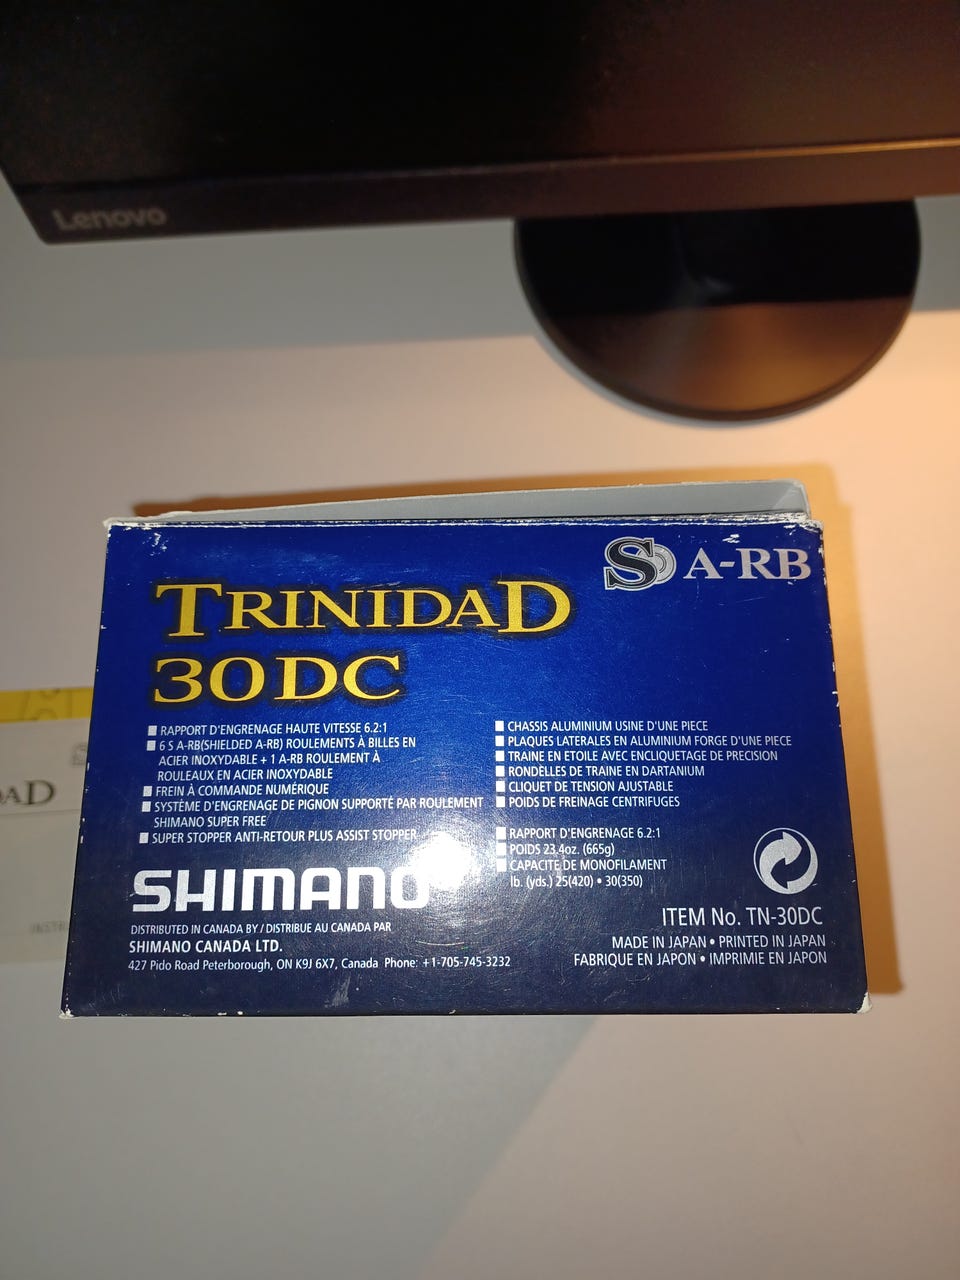 Lenovo
S A-RB
TRINIDAD
30DC
RAPPORT D'ENGRENAGE HAUTE VITESSE 6.2:1
6 S A-RB(SHIELDED A-RB) ROULEMENTS À BILLES EN
ACIER INOXYDABLE + 1 A-RB ROULEMENT À
ROULEAUX EN ACIER INOXYDABLE
FREIN À COMMANDE NUMÉRIQUE
SYSTÈME D'ENGRENAGE DE PIGNON SUPPORTÉ PAR ROULEMENT
SHIMANO SUPER FREE
SUPER STOPPER ANTI-RETOUR PLUS ASSIST STOPPER
CHASSIS ALUMINIUM USINE D'UNE PIECE
PLAQUES LATERALES EN ALUMINIUM FORGE D'UNE PIECE
TRAINE EN ETOILE AVEC ENCLIQUETAGE DE PRECISION
RONDELLES DE TRAINE EN DARTANIUM
CLIQUET DE TENSION AJUSTABLE
POIDS DE FREINAGE CENTRIFUGES
RAPPORT D'ENGRENAGE 6.2:1
POIDS 23.4oz. (665g)
CAPACITE DE MONOFILAMENT
lb. (yds.) 25(420) • 30(350)
SHIMANO
DISTRIBUTED IN CANADA BY / DISTRIBUE AU CANADA PAR
SHIMANO CANADA LTD.
427 Pido Road Peterborough, ON K9J 6X7, Canada Phone: +1-705-745-3232
ITEM No. TN-30DC
MADE IN JAPAN • PRINTED IN JAPAN
FABRIQUE EN JAPON • IMPRIMIE EN JAPON
DAD